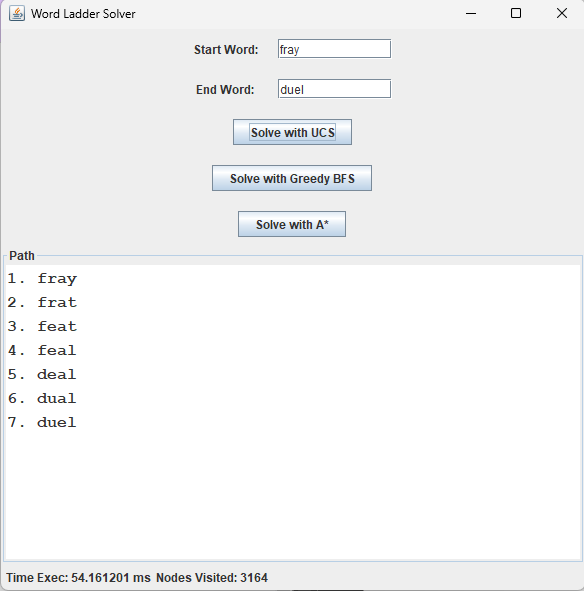 Word Ladder Solver
Start Word: fray
End Word: duel
Solve with UCS
Solve with Greedy BFS
Solve with A*
Path
1. fray
2. frat
3. feat
4. feal
5. deal
6. dual
7. duel
Time Exec: 54.161201 ms Nodes Visited: 3164